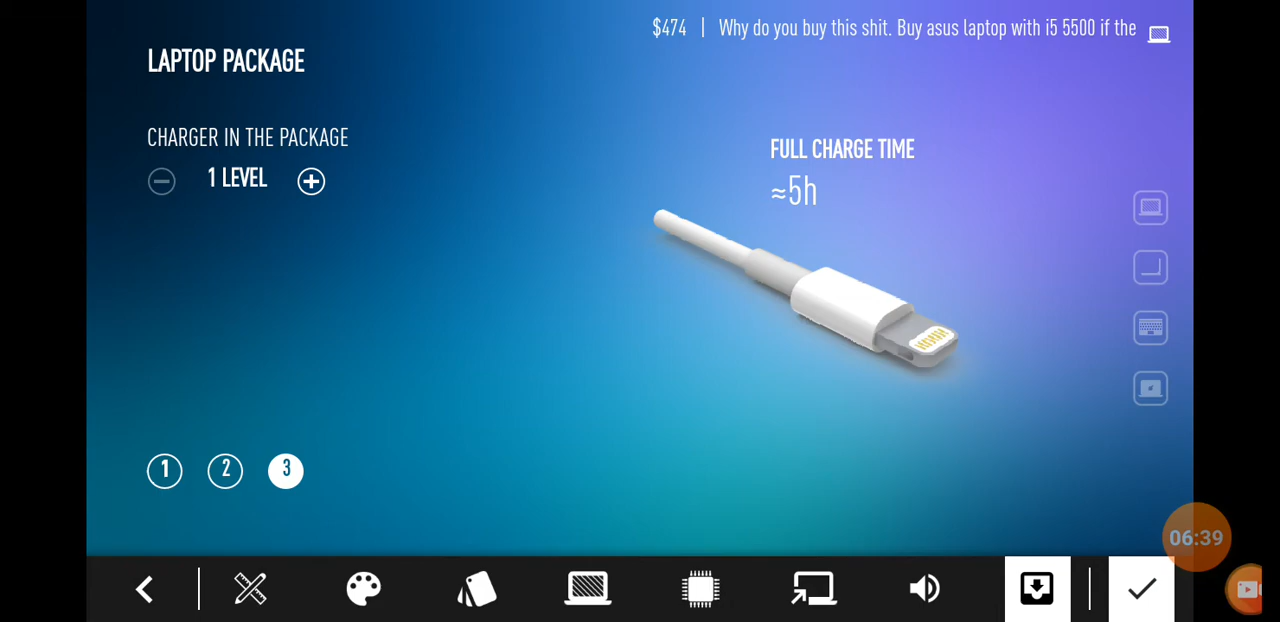 $474 | Why do you buy this shit. Buy asus laptop with i5 5500 if the
LAPTOP PACKAGE
CHARGER IN THE PACKAGE
1 LEVEL
FULL CHARGE TIME
≈5h
1 2 3
06:39